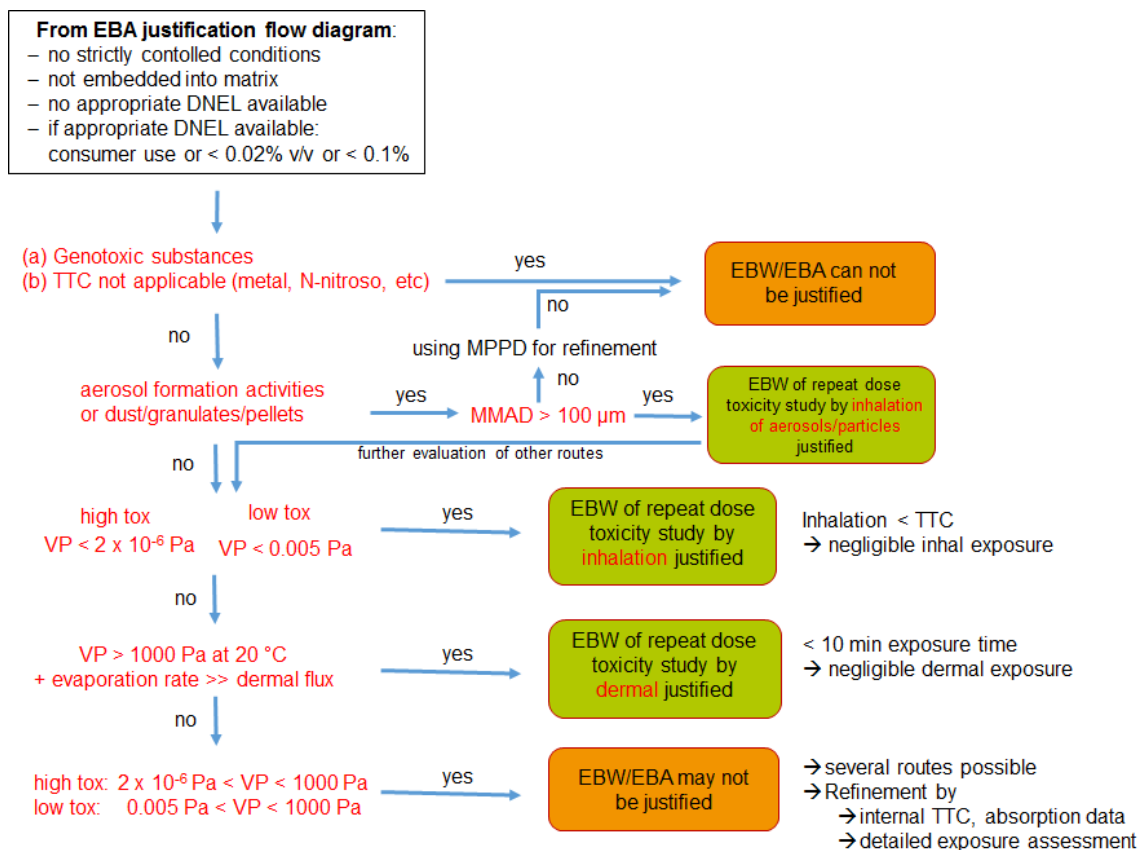 From EBA justification flow diagram:
– no strictly contolled conditions
– not embedded into matrix
– no appropriate DNEL available
– if appropriate DNEL available:
consumer use or < 0.02% v/v or < 0.1%
(a) Genotoxic substances
(b) TTC not applicable (metal, N-nitroso, etc)
yes
EBW/EBA can not
be justified
no
no
using MPPD for refinement
aerosol formation activities
or dust/granulates/pellets
yes
no
MMAD > 100 µm
yes
EBW of repeat dose
toxicity study by inhalation
of aerosols/particles
justified
further evaluation of other routes
no
high tox
VP < 2 x 10⁻⁶ Pa
low tox
VP < 0.005 Pa
yes
EBW of repeat dose
toxicity study by
inhalation justified
Inhalation < TTC
→ negligible inhal exposure
no
VP > 1000 Pa at 20 °C
+ evaporation rate >> dermal flux
yes
EBW of repeat dose
toxicity study by
dermal justified
< 10 min exposure time
→ negligible dermal exposure
no
high tox: 2 x 10⁻⁶ Pa < VP < 1000 Pa
low tox: 0.005 Pa < VP < 1000 Pa
yes
EBW/EBA may not
be justified
→ several routes possible
→ Refinement by
→ internal TTC, absorption data
→ detailed exposure assessment